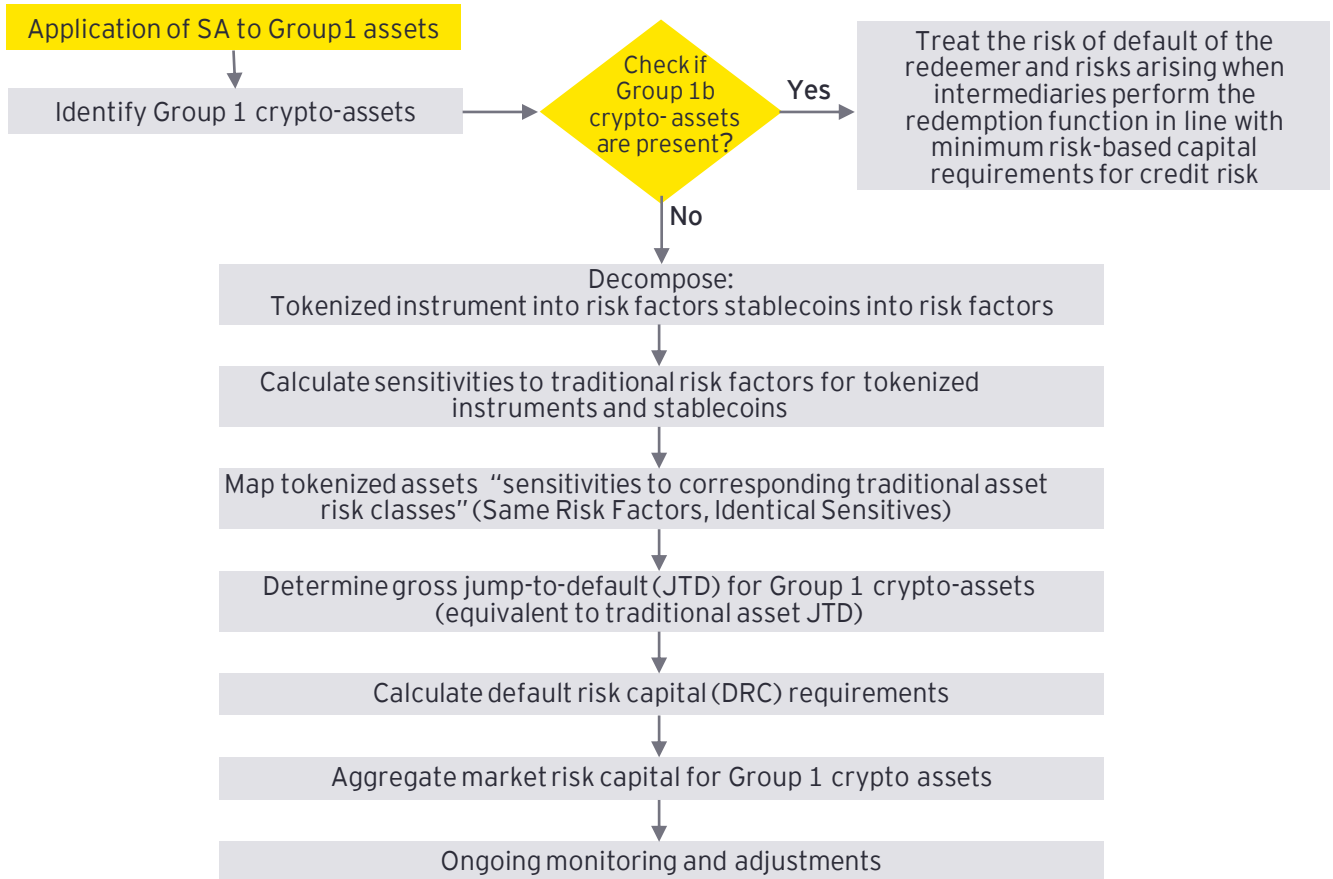 Application of SA to Group1 assets
Identify Group 1 crypto-assets
Check if
Group 1b
crypto- assets
are present?
Yes
Treat the risk of default of the
redeemer and risks arising when
intermediaries perform the
redemption function in line with
minimum risk-based capital
requirements for credit risk
No
Decompose:
Tokenized instrument into risk factors stablecoins into risk factors
Calculate sensitivities to traditional risk factors for tokenized
instruments and stablecoins
Map tokenized assets “sensitivities to corresponding traditional asset
risk classes” (Same Risk Factors, Identical Sensitives)
Determine gross jump-to-default (JTD) for Group 1 crypto-assets
(equivalent to traditional asset JTD)
Calculate default risk capital (DRC) requirements
Aggregate market risk capital for Group 1 crypto assets
Ongoing monitoring and adjustments